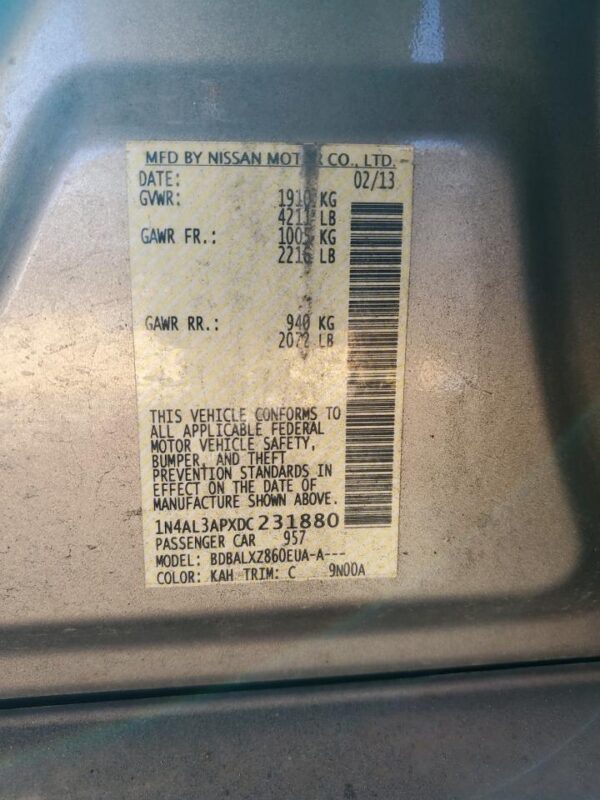 MFD BY NISSAN MOTOR CO., LTD.
DATE: 02/13
GVWR: 1910 KG
4211 LB
GAWR FR.: 1005 KG
2216 LB
GAWR RR.: 940 KG
2072 LB
THIS VEHICLE CONFORMS TO
ALL APPLICABLE FEDERAL
MOTOR VEHICLE SAFETY,
BUMPER, AND THEFT
PREVENTION STANDARDS IN
EFFECT ON THE DATE OF
MANUFACTURE SHOWN ABOVE.
1N4AL3APXDC231880
PASSENGER CAR 957
MODEL: BDBALXZ860EUA-A---
COLOR: KAH TRIM: C 9N00A